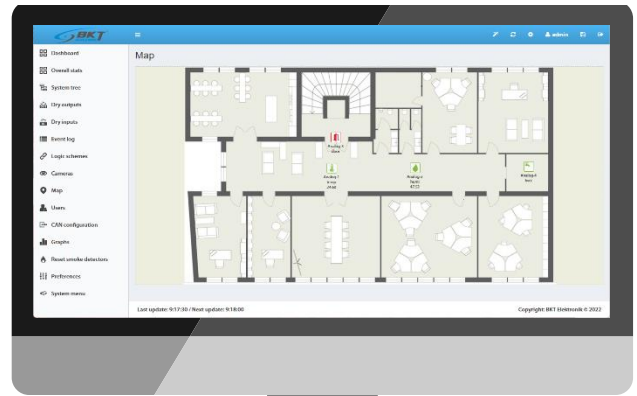 BKT
admin
Dashboard
Overall stats
System tree
Dry outputs
Dry inputs
Event log
Logic schemes
Cameras
Map
Users
CAN configuration
Graphs
Reset smoke detectors
Preferences
System menu
Map
Last update: 9:17:30 / Next update: 9:18:00
Copyright BKT Elektronik © 2022